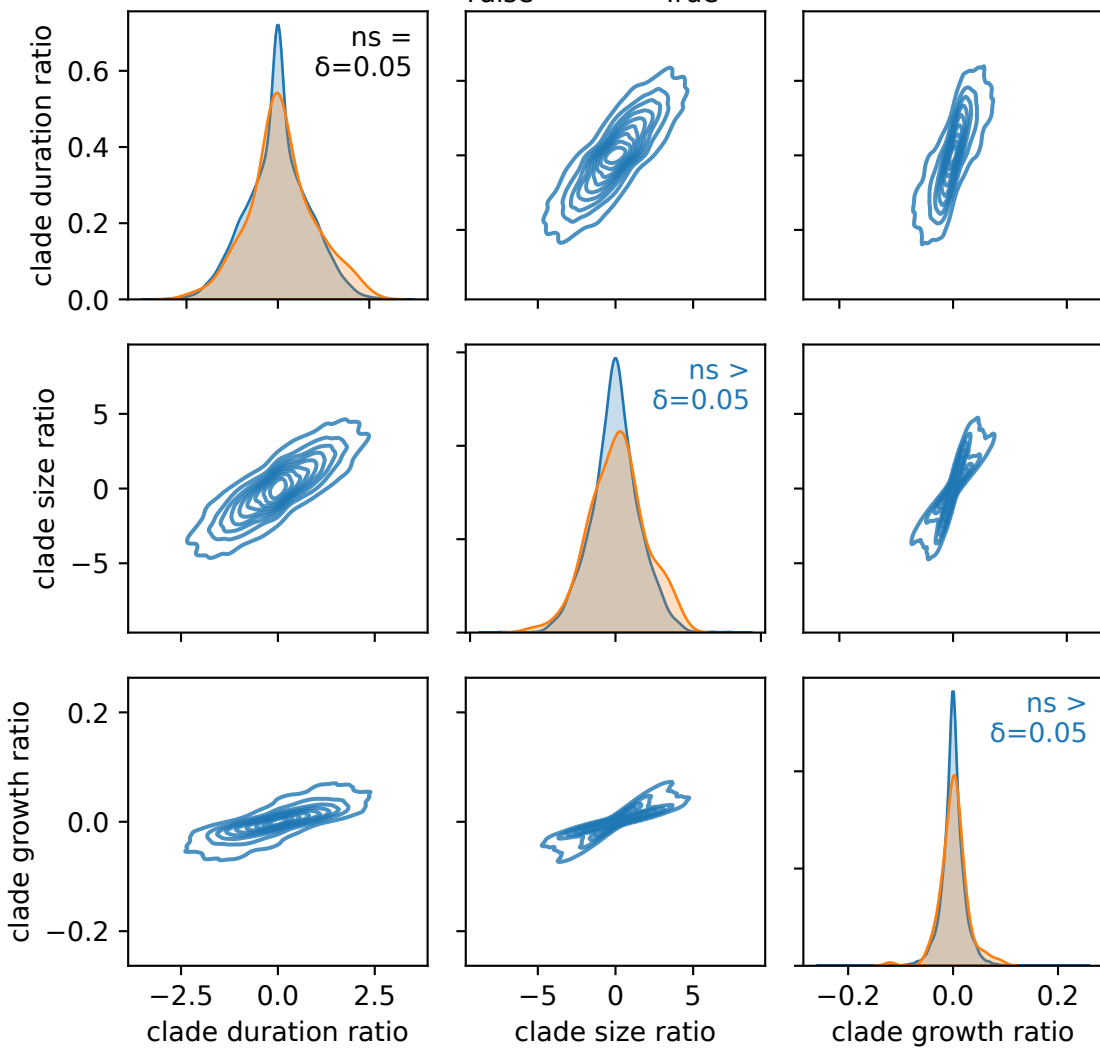 clade duration ratio
0.6
0.4
0.2
0.0
ns =
δ=0.05
clade size ratio
5
0
−5
ns >
δ=0.05
clade growth ratio
0.2
0.0
−0.2
ns >
δ=0.05
−2.5 0.0 2.5
−5 0 5
−0.2 0.0 0.2
clade duration ratio
clade size ratio
clade growth ratio